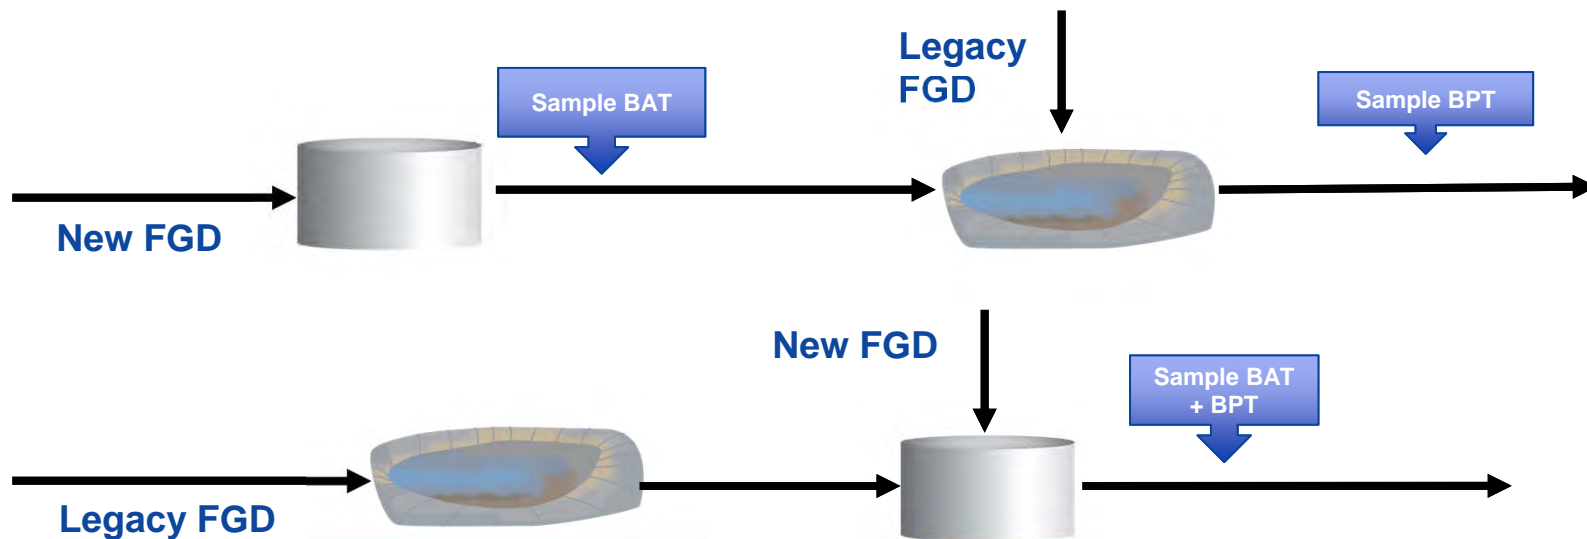 Legacy
FGD
Sample BAT
Sample BPT
New FGD
New FGD
Sample BAT
+ BPT
Legacy FGD